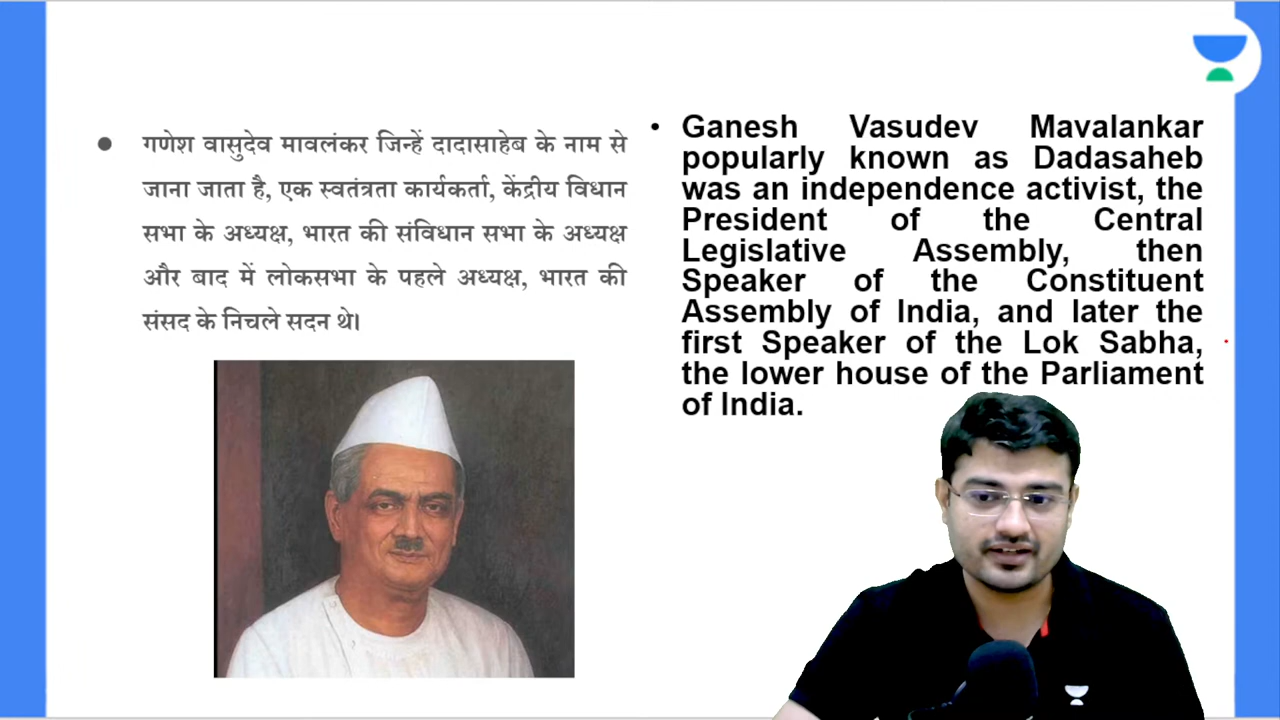 गणेश वासुदेव मावलंकर जिन्हें दादासाहेब के नाम से
जाना जाता है, एक स्वतंत्रता कार्यकर्ता, केंद्रीय विधान
सभा के अध्यक्ष, भारत की संविधान सभा के अध्यक्ष
और बाद में लोकसभा के पहले अध्यक्ष, भारत की
संसद के निचले सदन थे।
Ganesh Vasudev Mavalankar
popularly known as Dadasaheb
was an independence activist, the
President of the Central
Legislative Assembly, then
Speaker of the Constituent
Assembly of India, and later the
first Speaker of the Lok Sabha,
the lower house of the Parliament
of India.